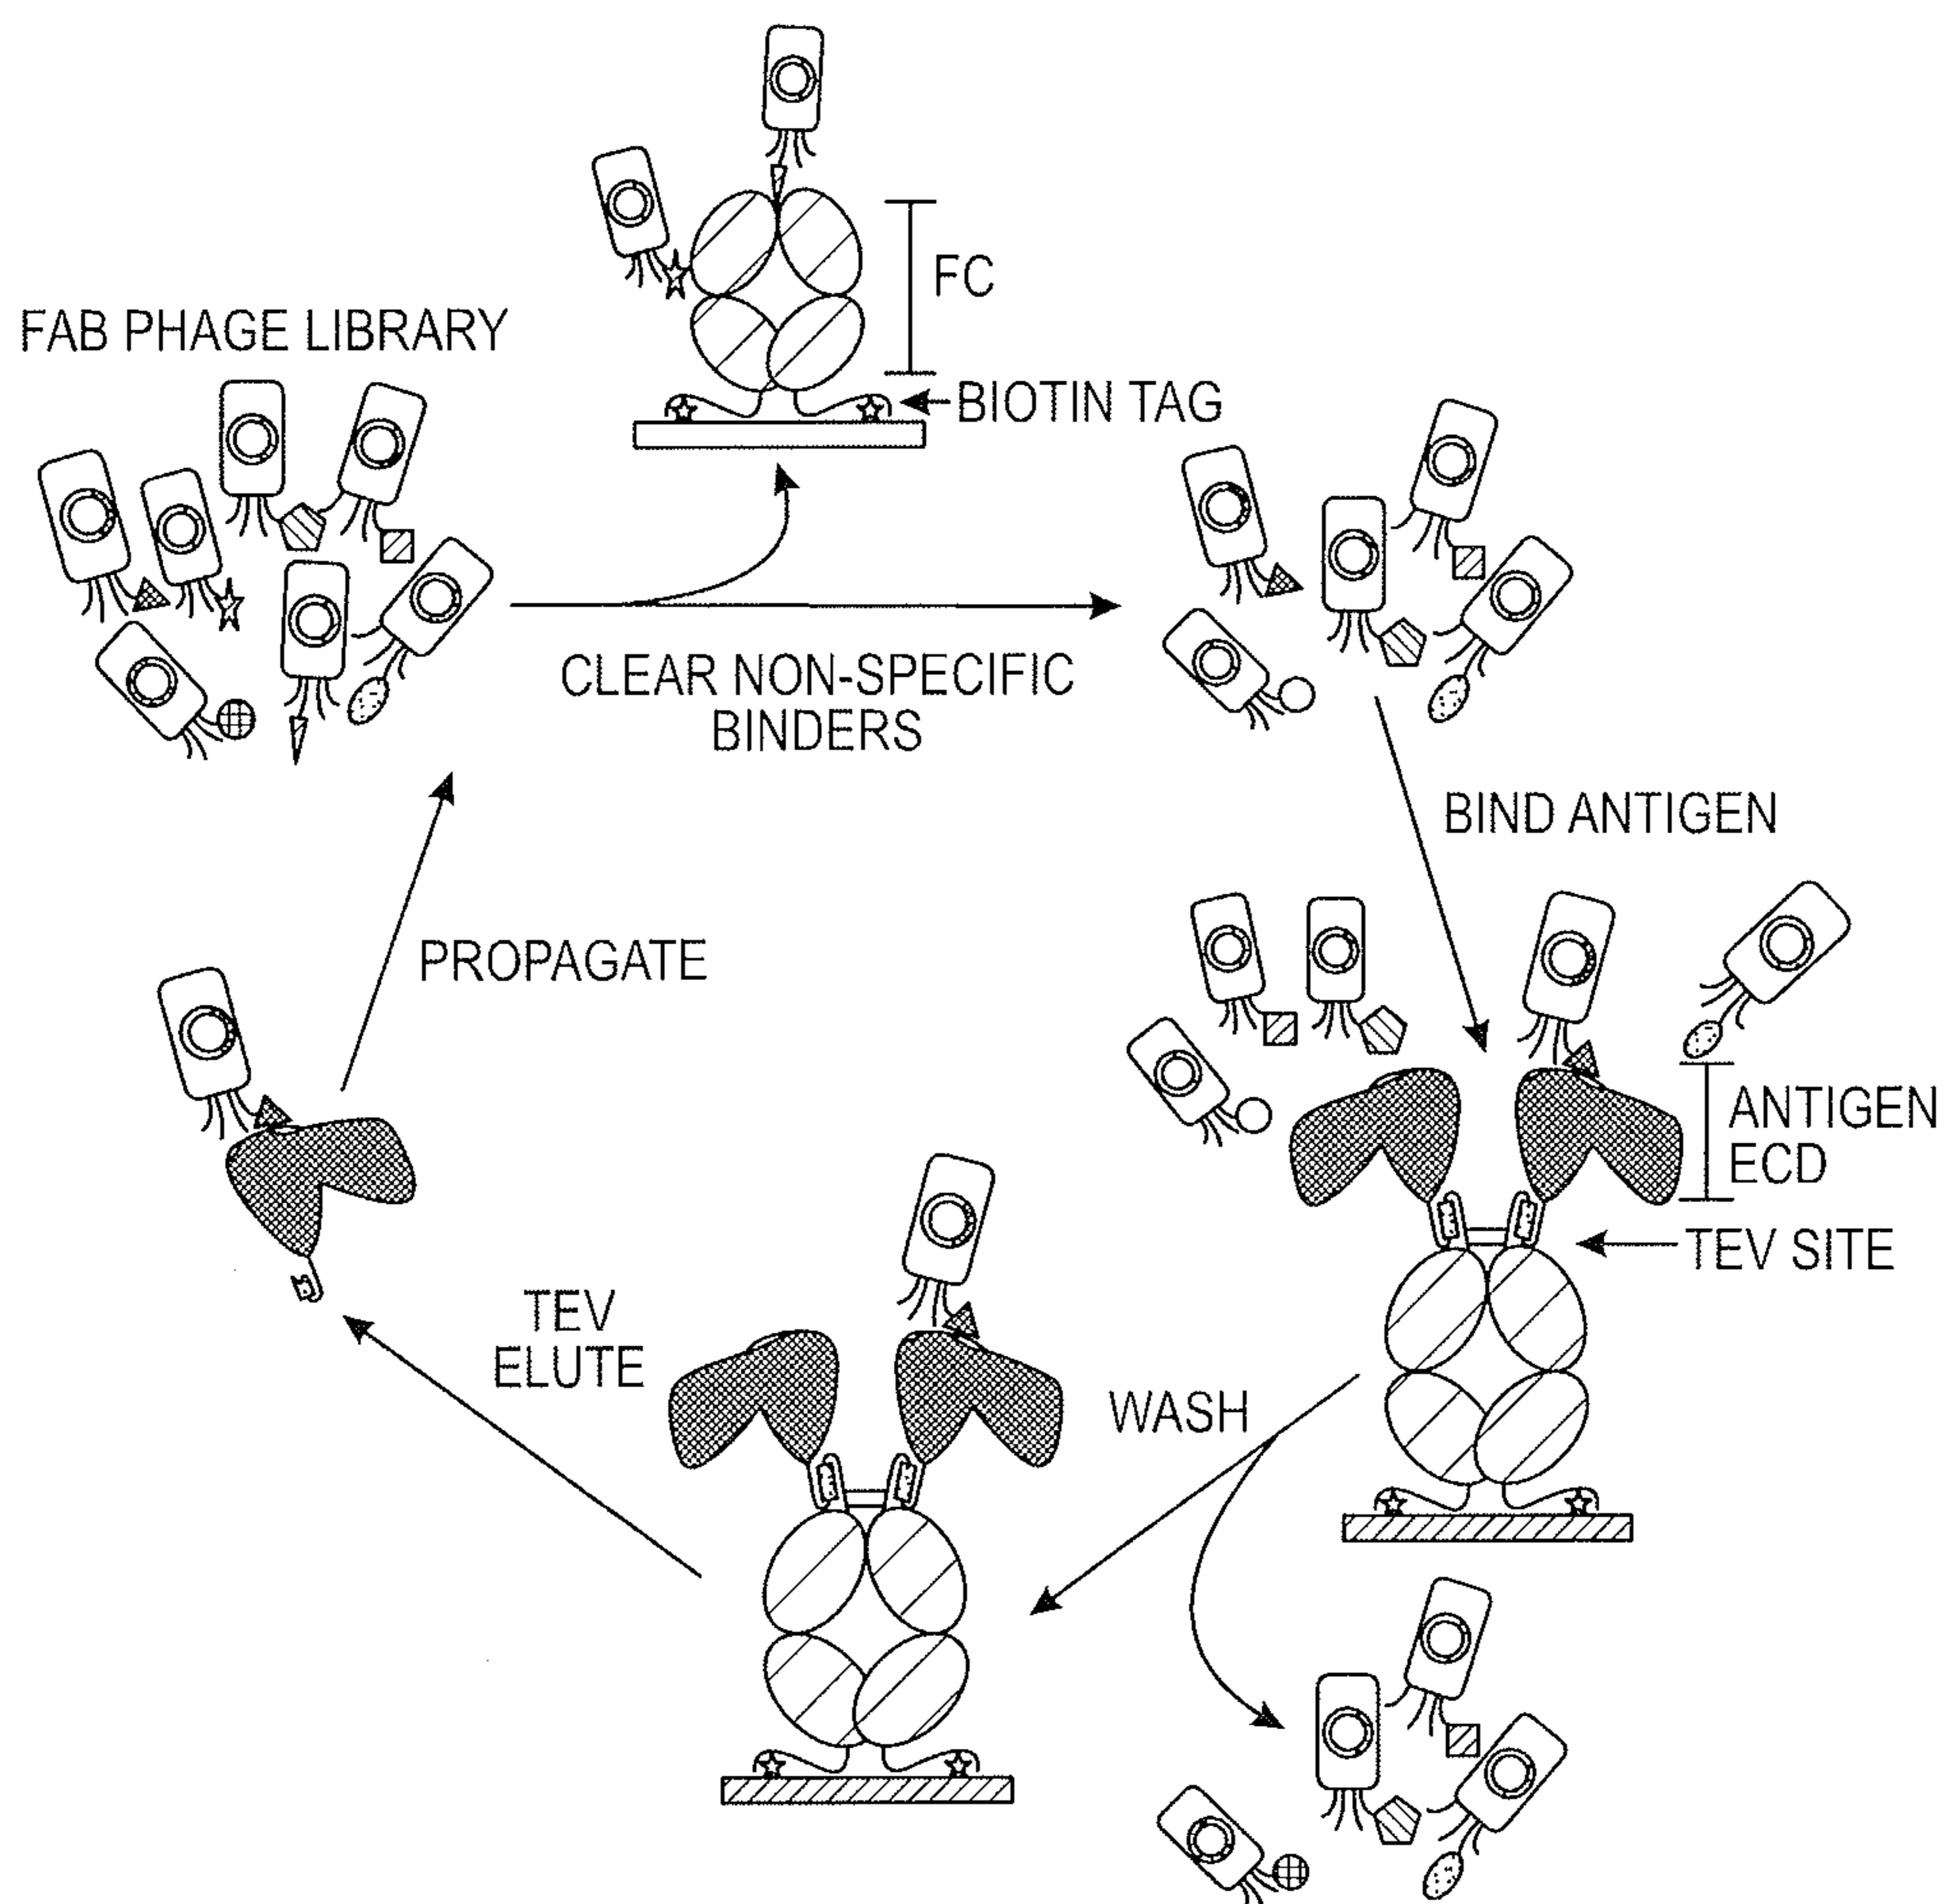 FC
FAB PHAGE LIBRARY
BIOTIN TAG
CLEAR NON-SPECIFIC
BINDERS
BIND ANTIGEN
PROPAGATE
ANTIGEN
ECD
TEV SITE
TEV
ELUTE
WASH